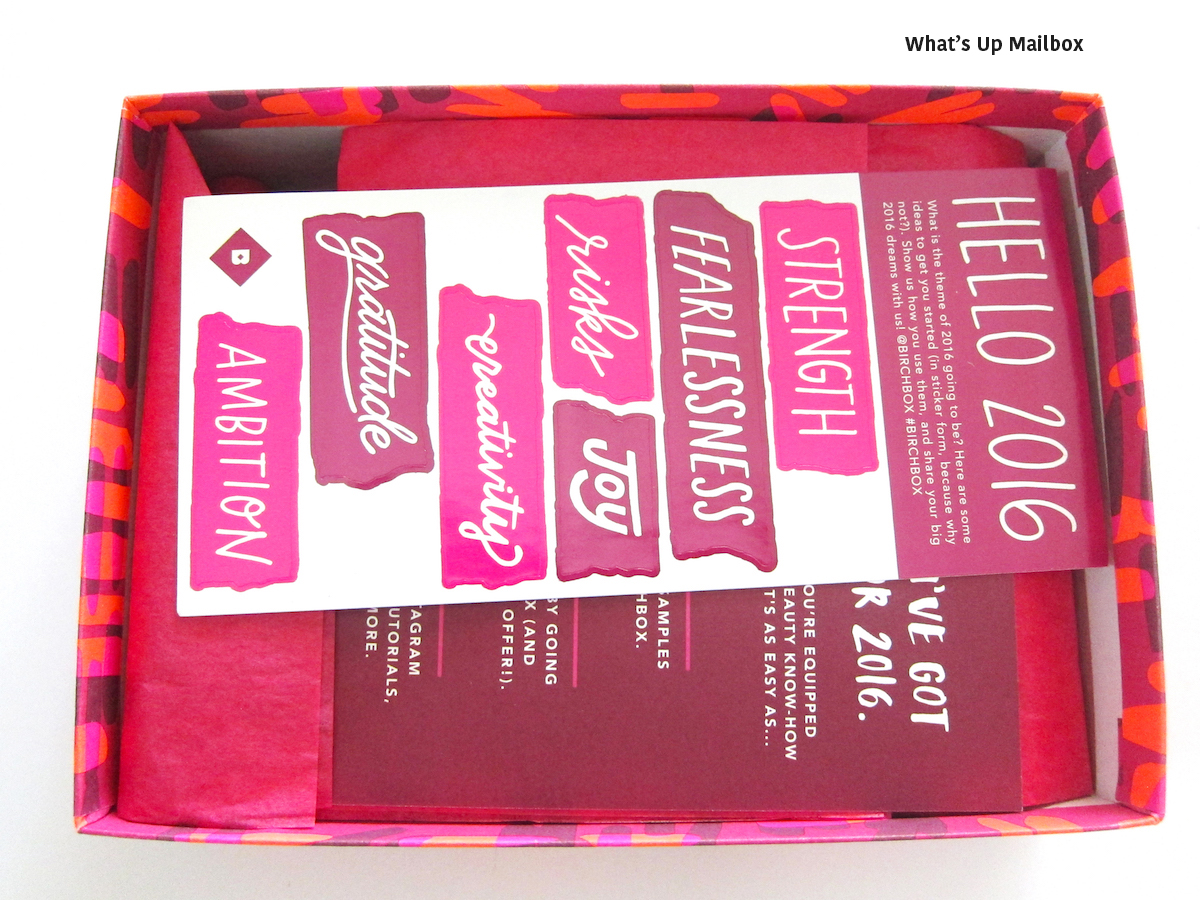 What's Up Mailbox
HELLO 2016
What is the theme of 2016 going to be? Here are some
ideas to get you started (in sticker form, because why
not?). Show us how you use them, and share your big
2016 dreams with us! @BIRCHBOX #BIRCHBOX
STRENGTH
FEARLESSNESS
risks
Joy
creativity
gratitude
AMBITION
B
'VE GOT
2016.
OU'RE EQUIPPED
EAUTY KNOW-HOW
T'S AS EASY AS...
SAMPLES
HBOX.
BY GOING
X (AND
OFFER!).
TAGRAM
UTORIALS,
MORE.